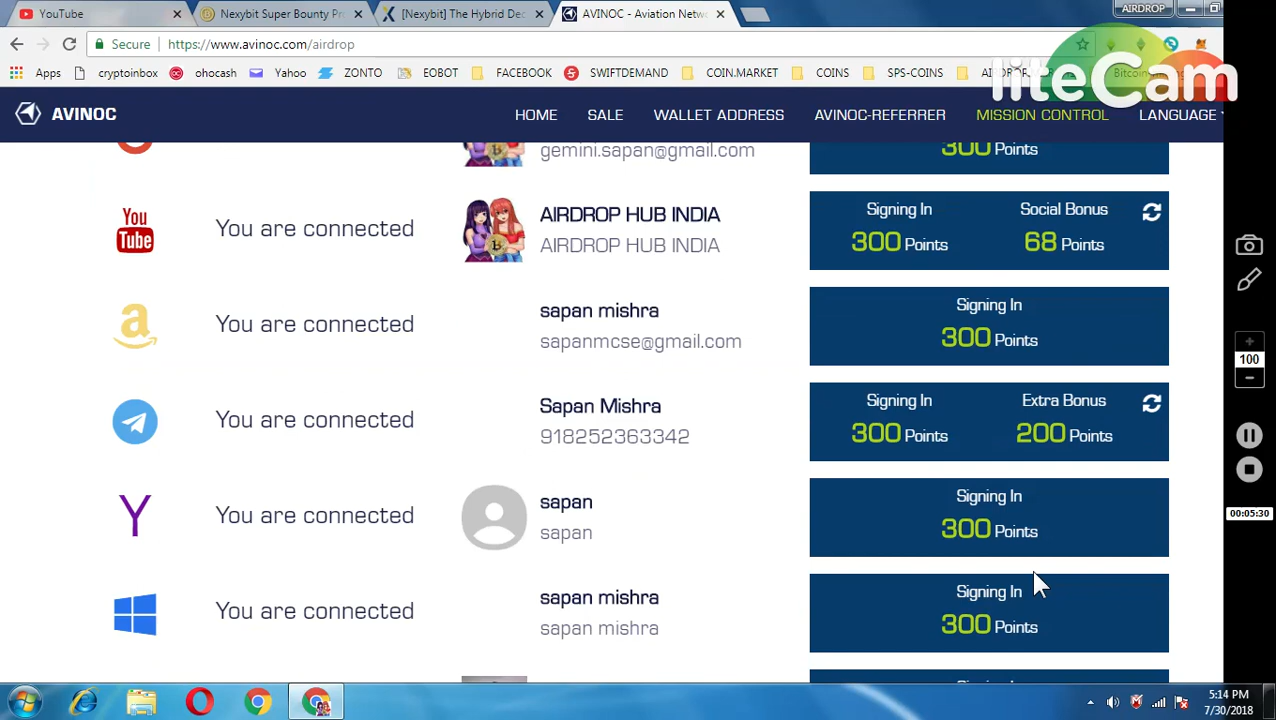 YouTube
Nexybit Super Bounty Pr
[Nexybit] The Hybrid Dec
AVINOC - Aviation Netw
AIRDROP
Secure
https://www.avinoc.com/airdrop
Apps
cryptoinbox
ohocash
Yahoo
ZBNTO
EOBOT
FACEBOOK
SWIFTDEMAND
COIN.MARKET
COINS
SPS-COINS
liteCam
AVINOC
HOME
SALE
WALLET ADDRESS
AVINOC-REFERRER
MISSION CONTROL
LANGUAGE
gemini.sapan@gmail.com
300 Points
You Tube
You are connected
AIRDROP HUB INDIA
AIRDROP HUB INDIA
Signing In
300 Points
Social Bonus
68 Points
You are connected
sapan mishra
sapanmcse@gmail.com
Signing In
300 Points
You are connected
Sapan Mishra
918252363342
Signing In
300 Points
Extra Bonus
200 Points
You are connected
sapan
sapan
Signing In
300 Points
You are connected
sapan mishra
sapan mishra
Signing In
300 Points
100
00:05:30
5:14 PM
7/30/2018